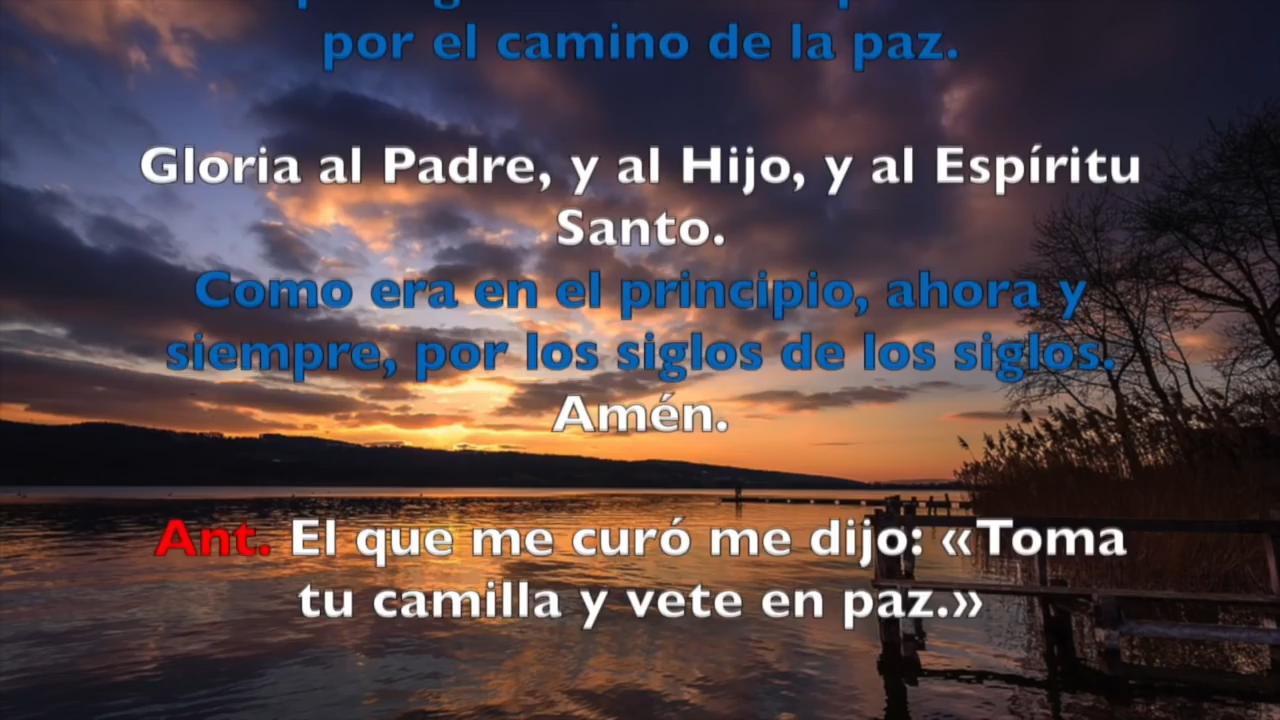 por el camino de la paz.
Gloria al Padre, y al Hijo, y al Espíritu
Santo.
Como era en el principio, ahora y
siempre, por los siglos de los siglos.
Amén.
Ant. El que me curó me dijo: «Toma
tu camilla y vete en paz.»